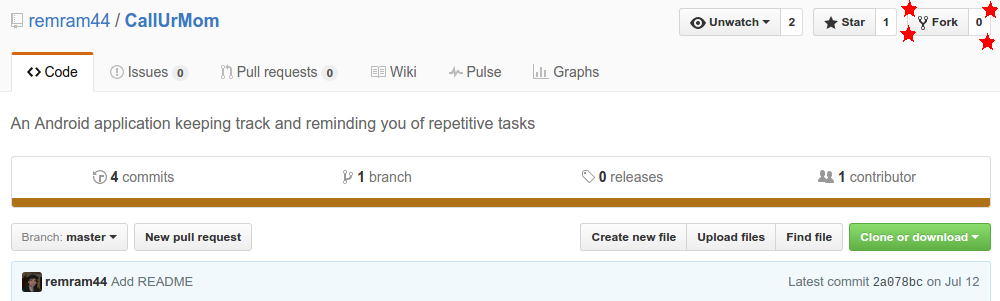 remram44 / CallUrMom Unwatch 2 Star 1 Fork 0
Code Issues 0 Pull requests 0 Wiki Pulse Graphs
An Android application keeping track and reminding you of repetitive tasks
4 commits 1 branch 0 releases 1 contributor
Branch: master New pull request Create new file Upload files Find file Clone or download
remram44 Add README Latest commit 2a078bc on Jul 12